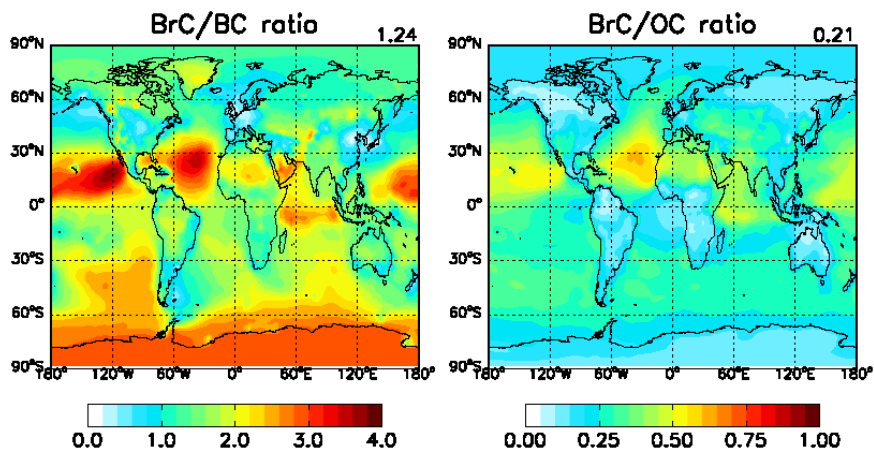 BrC/BC ratio
1.24
90°N
60°N
30°N
0°
30°S
60°S
90°S
180° 120°W 60°W 0° 60°E 120°E 180°
0.0 1.0 2.0 3.0 4.0
BrC/OC ratio
0.21
90°N
60°N
30°N
0°
30°S
60°S
90°S
180° 120°W 60°W 0° 60°E 120°E 180°
0.00 0.25 0.50 0.75 1.00